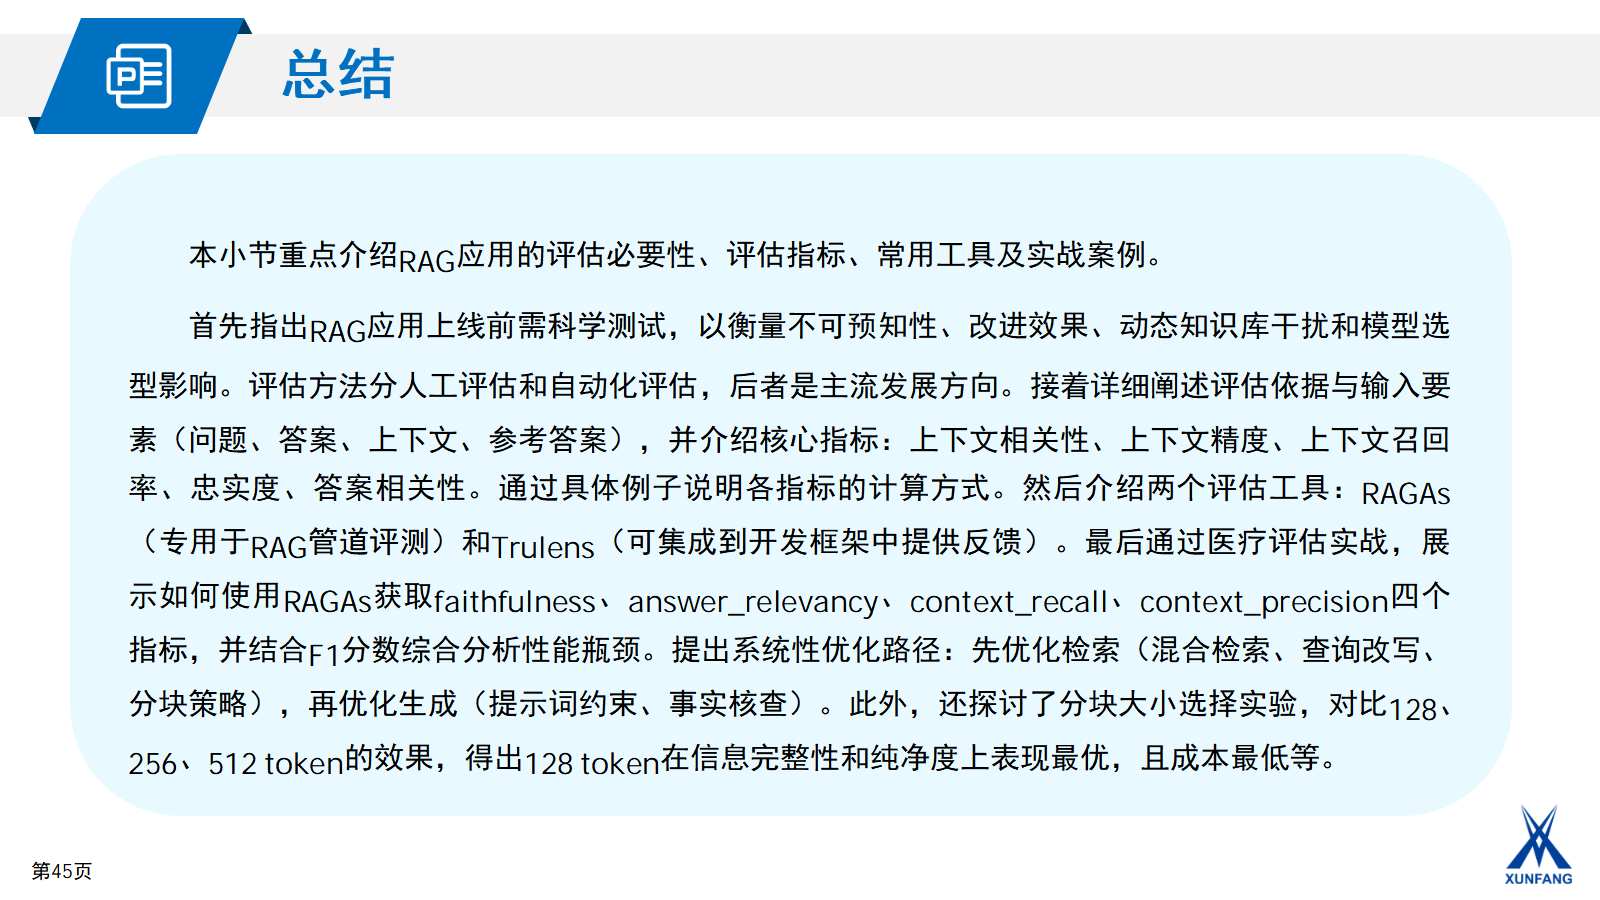 总结
本小节重点介绍RAG应用的评估必要性、评估指标、常用工具及实战案例。
首先指出RAG应用上线前需科学测试，以衡量不可预知性、改进效果、动态知识库干扰和模型选
型影响。评估方法分人工评估和自动化评估，后者是主流发展方向。接着详细阐述评估依据与输入要
素（问题、答案、上下文、参考答案），并介绍核心指标：上下文相关性、上下文精度、上下文召回
率、忠实度、答案相关性。通过具体例子说明各指标的计算方式。然后介绍两个评估工具：RAGAs
（专用于RAG管道评测）和Trulens（可集成到开发框架中提供反馈）。最后通过医疗评估实战，展
示如何使用RAGAs获取faithfulness、answer_relevancy、context_recall、context_precision四个
指标，并结合F1分数综合分析性能瓶颈。提出系统性优化路径：先优化检索（混合检索、查询改写、
分块策略），再优化生成（提示词约束、事实核查）。此外，还探讨了分块大小选择实验，对比128、
256、512 token的效果，得出128 token在信息完整性和纯净度上表现最优，且成本最低等。
第45页
XUNFANG